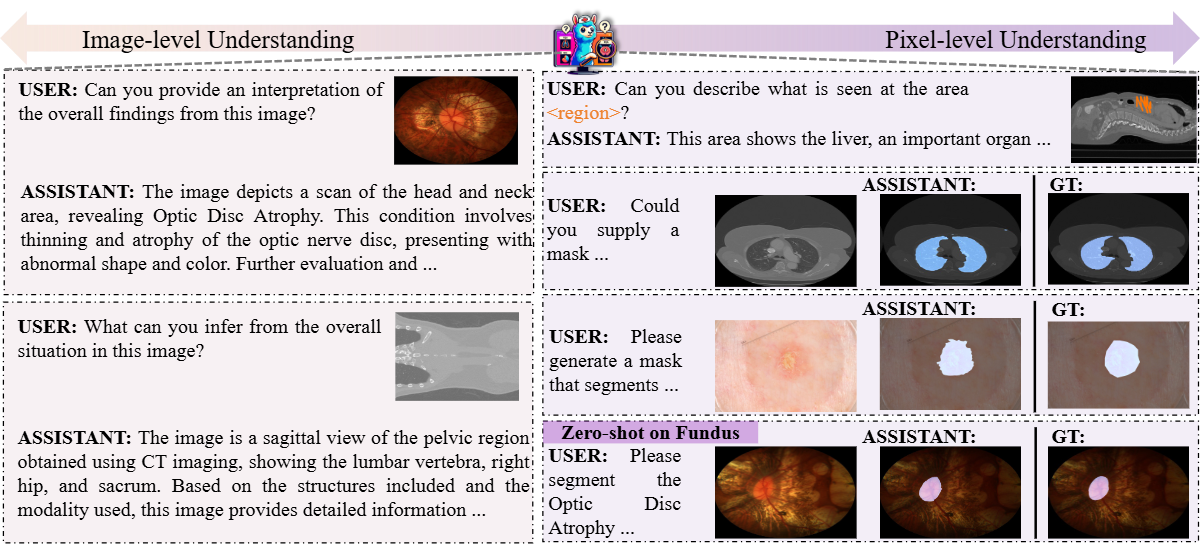 Image-level Understanding
Pixel-level Understanding
USER: Can you provide an interpretation of
the overall findings from this image?
ASSISTANT: The image depicts a scan of the head and neck
area, revealing Optic Disc Atrophy. This condition involves
thinning and atrophy of the optic nerve disc, presenting with
abnormal shape and color. Further evaluation and ...
USER: What can you infer from the overall
situation in this image?
ASSISTANT: The image is a sagittal view of the pelvic region
obtained using CT imaging, showing the lumbar vertebra, right
hip, and sacrum. Based on the structures included and the
modality used, this image provides detailed information ...
USER: Can you describe what is seen at the area
<region>?
ASSISTANT: This area shows the liver, an important organ ...
USER: Could
you supply a
mask ...
ASSISTANT:
GT:
USER: Please
generate a mask
that segments ...
ASSISTANT:
GT:
Zero-shot on Fundus
USER: Please
segment the
Optic Disc
Atrophy ...
ASSISTANT:
GT: